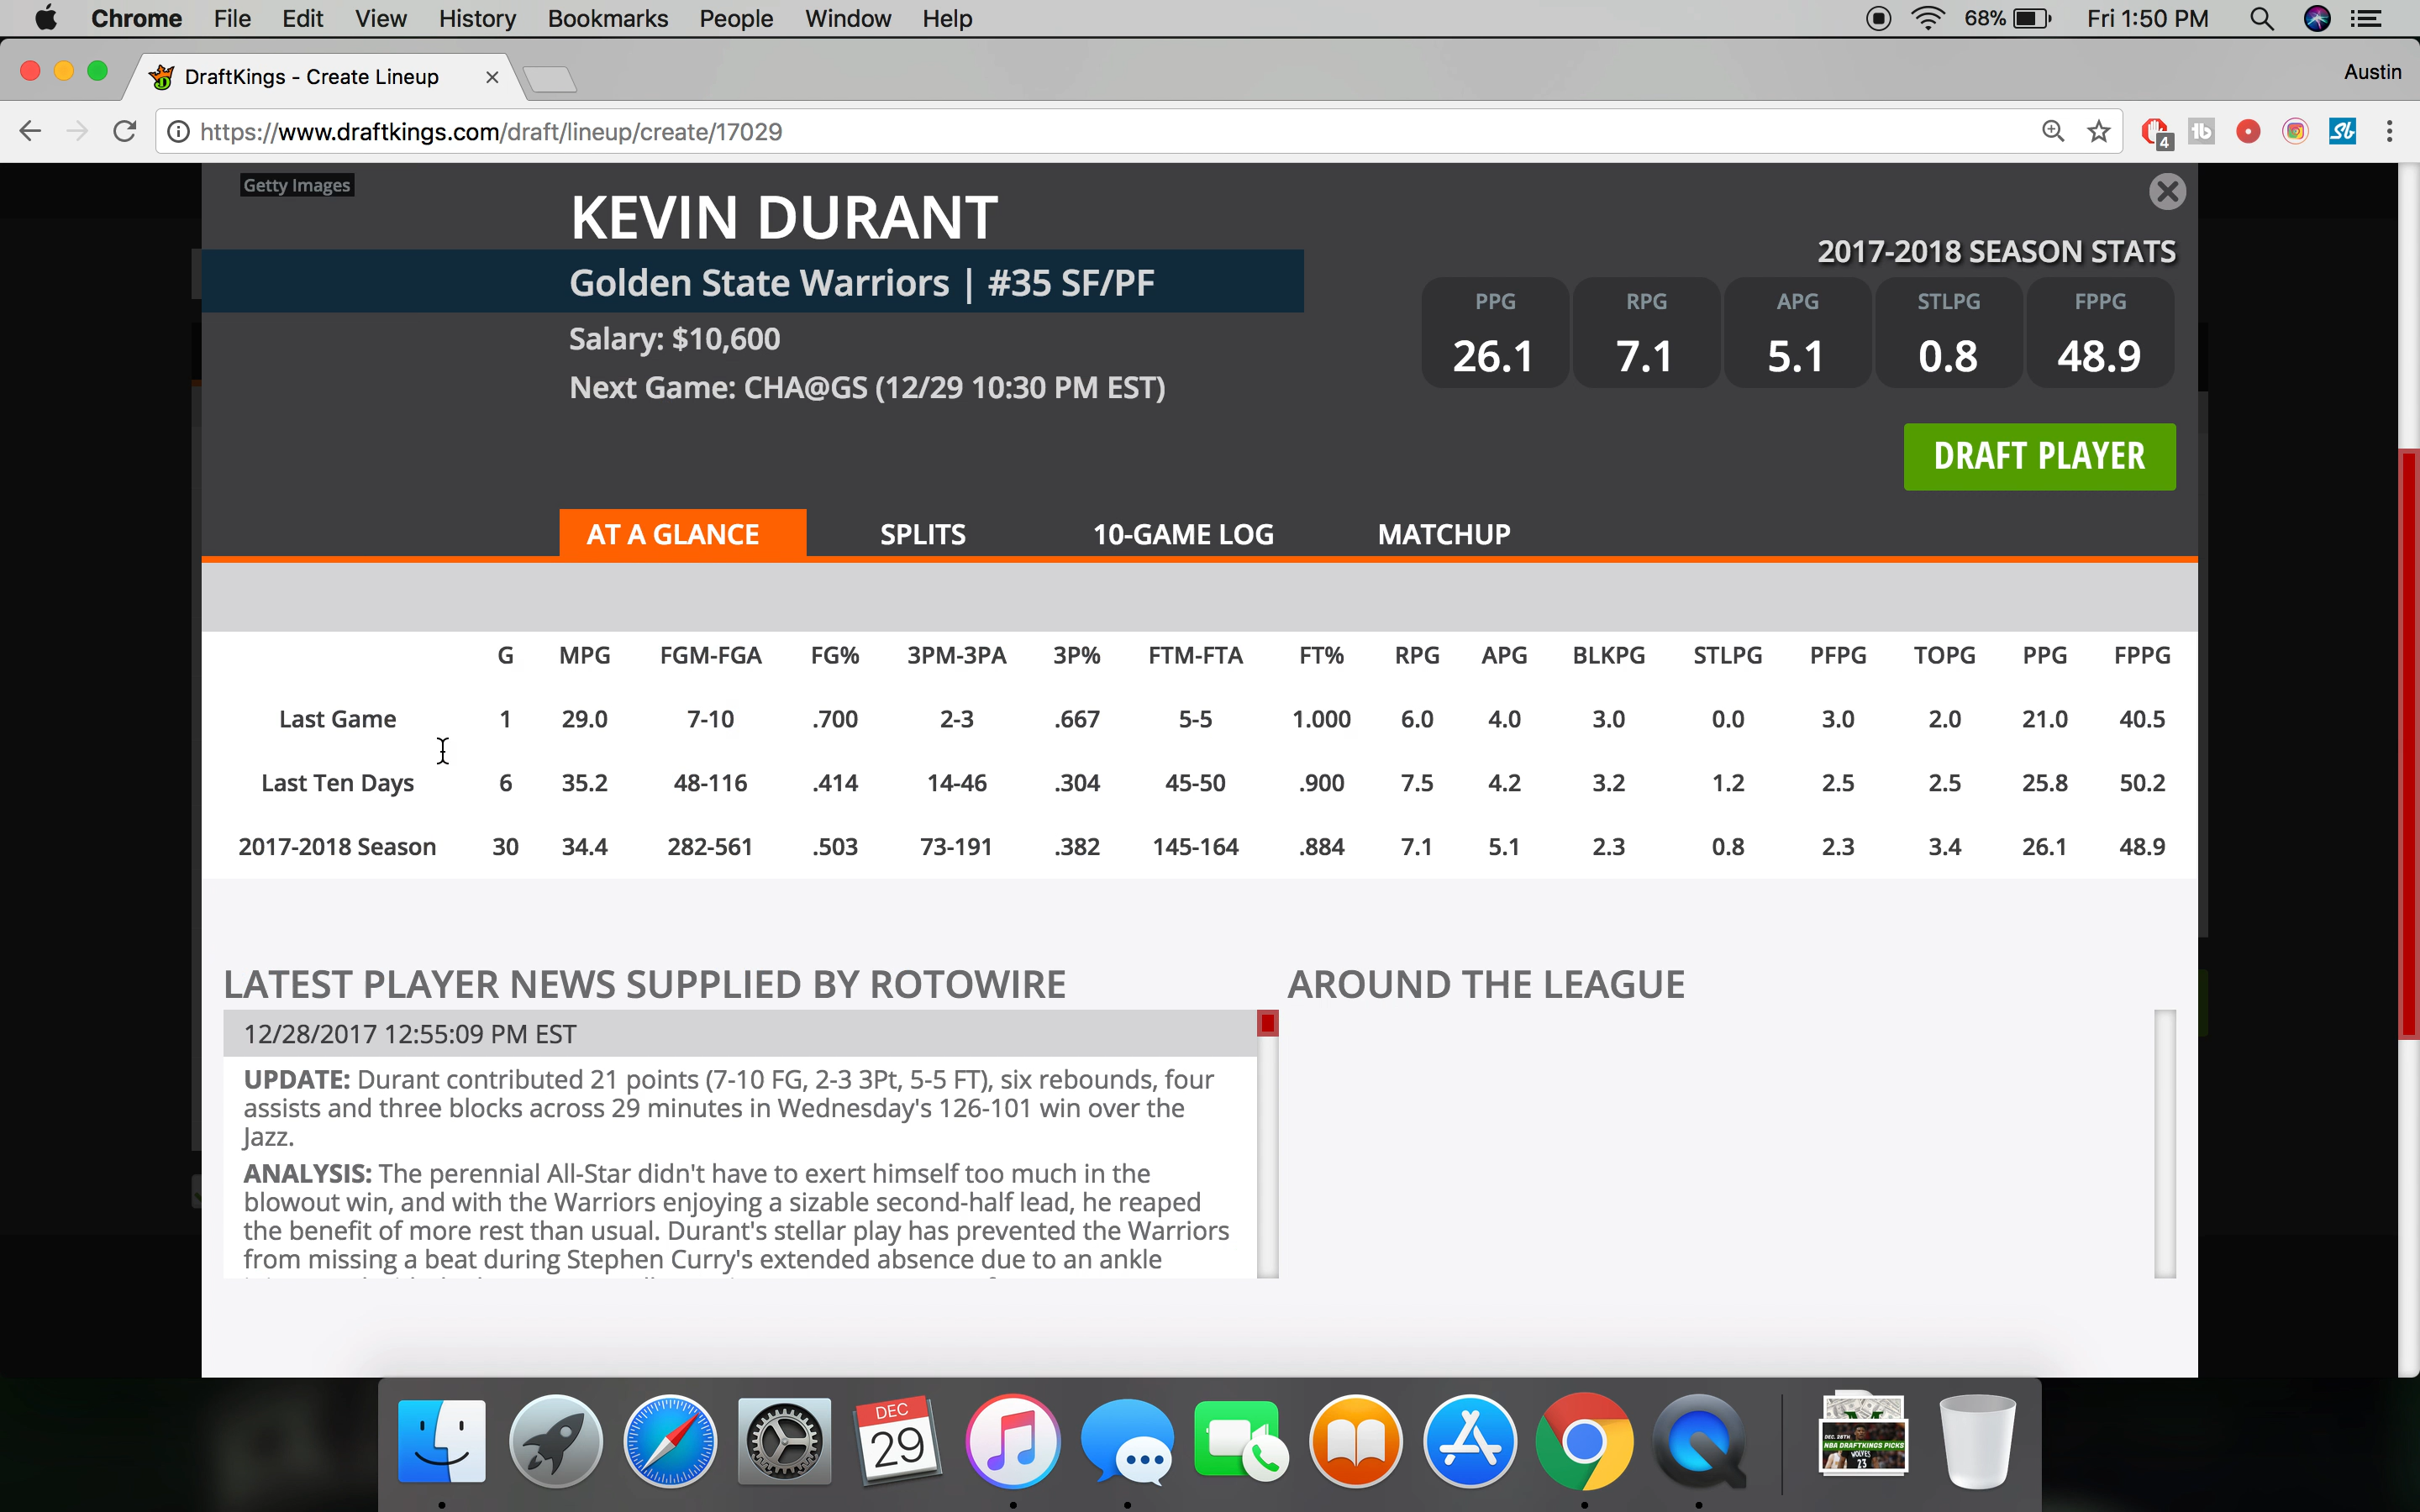 Chrome File Edit View History Bookmarks People Window Help 68% Fri 1:50 PM
DraftKings - Create Lineup Austin
https://www.draftkings.com/draft/lineup/create/17029 4
Getty Images
KEVIN DURANT
Golden State Warriors | #35 SF/PF
Salary: $10,600
Next Game: CHA@GS (12/29 10:30 PM EST)
2017-2018 SEASON STATS
PPG RPG APG STLPG FPPG
26.1 7.1 5.1 0.8 48.9
DRAFT PLAYER
AT A GLANCE SPLITS 10-GAME LOG MATCHUP
G MPG FGM-FGA FG% 3PM-3PA 3P% FTM-FTA FT% RPG APG BLKPG STLPG PFPG TOPG PPG FPPG
Last Game 1 29.0 7-10 .700 2-3 .667 5-5 1.000 6.0 4.0 3.0 0.0 3.0 2.0 21.0 40.5
Last Ten Days 6 35.2 48-116 .414 14-46 .304 45-50 .900 7.5 4.2 3.2 1.2 2.5 2.5 25.8 50.2
2017-2018 Season 30 34.4 282-561 .503 73-191 .382 145-164 .884 7.1 5.1 2.3 0.8 2.3 3.4 26.1 48.9
LATEST PLAYER NEWS SUPPLIED BY ROTOWIRE
12/28/2017 12:55:09 PM EST
UPDATE: Durant contributed 21 points (7-10 FG, 2-3 3Pt, 5-5 FT), six rebounds, four
assists and three blocks across 29 minutes in Wednesday's 126-101 win over the
Jazz.
ANALYSIS: The perennial All-Star didn't have to exert himself too much in the
blowout win, and with the Warriors enjoying a sizable second-half lead, he reaped
the benefit of more rest than usual. Durant's stellar play has prevented the Warriors
from missing a beat during Stephen Curry's extended absence due to an ankle
AROUND THE LEAGUE
DEC
29
DEC. 28TH
NBA DRAFTKINGS PICKS
WOLVES
23